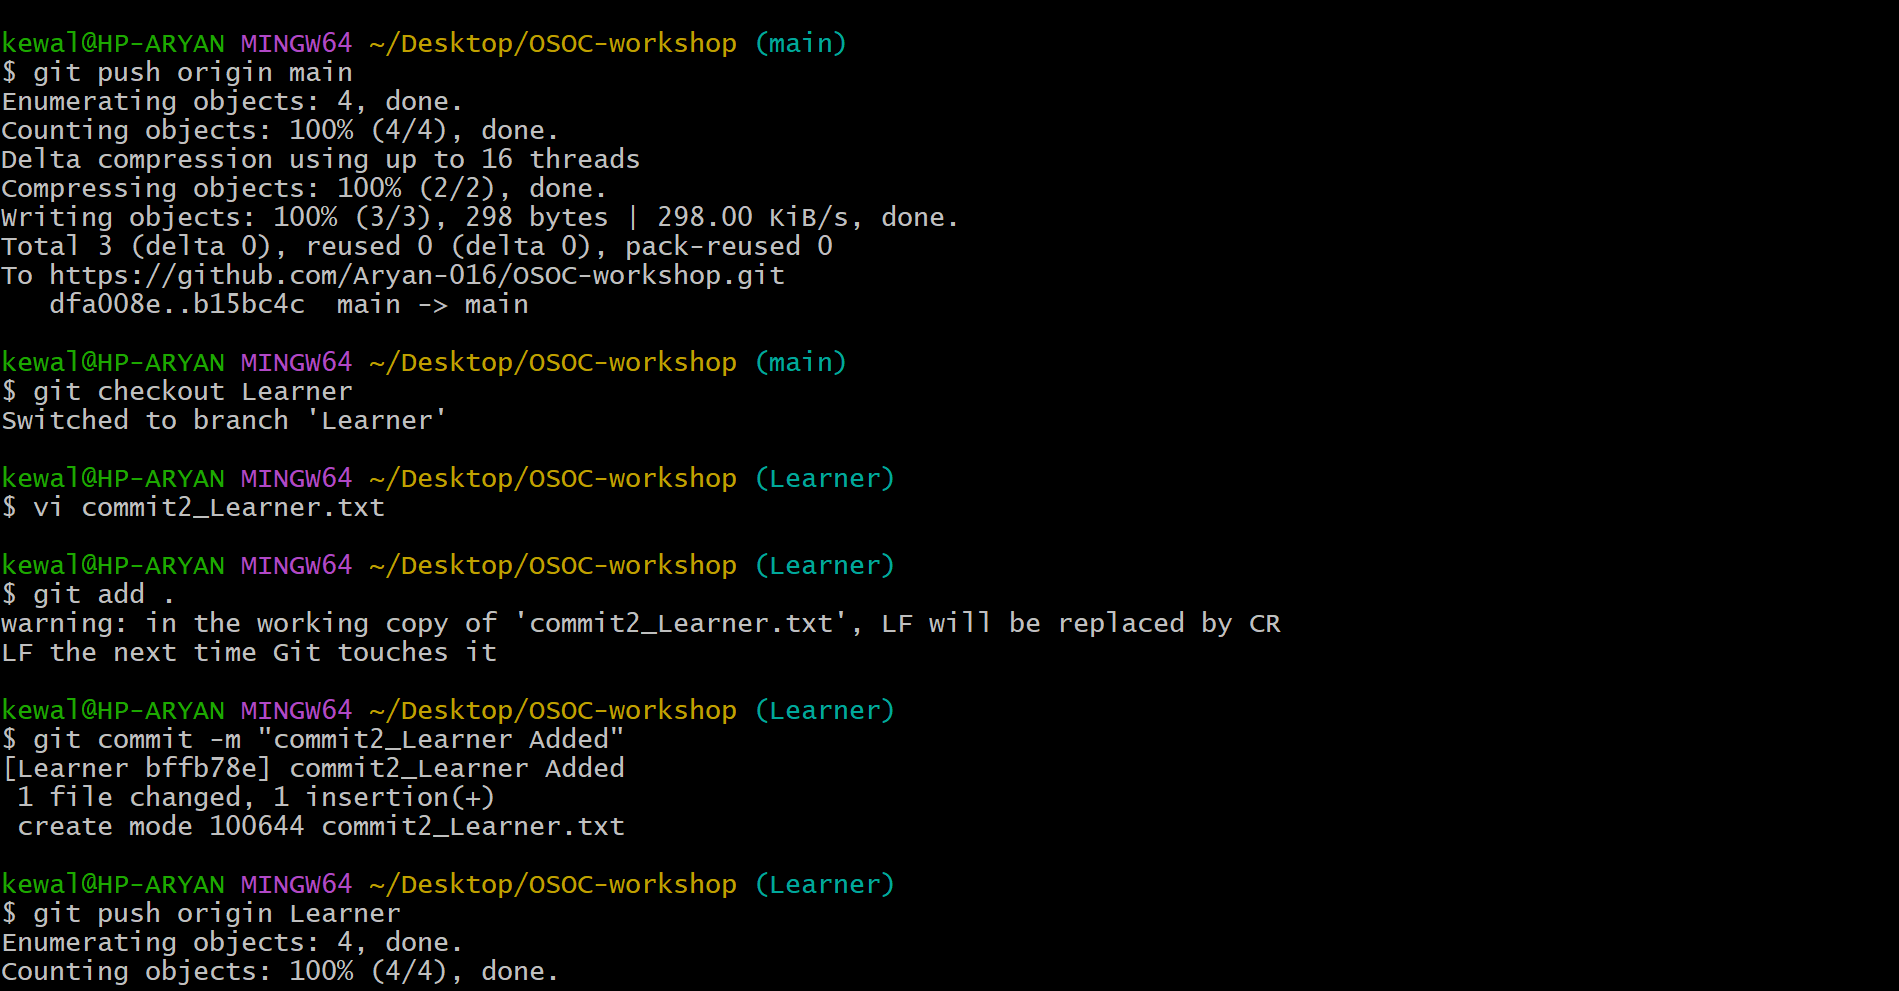 kewal@HP-ARYAN MINGW64 ~/Desktop/OSOC-workshop (main)
$ git push origin main
Enumerating objects: 4, done.
Counting objects: 100% (4/4), done.
Delta compression using up to 16 threads
Compressing objects: 100% (2/2), done.
Writing objects: 100% (3/3), 298 bytes | 298.00 KiB/s, done.
Total 3 (delta 0), reused 0 (delta 0), pack-reused 0
To https://github.com/Aryan-016/OSOC-workshop.git
   dfa008e..b15bc4c  main -> main
kewal@HP-ARYAN MINGW64 ~/Desktop/OSOC-workshop (main)
$ git checkout Learner
Switched to branch 'Learner'
kewal@HP-ARYAN MINGW64 ~/Desktop/OSOC-workshop (Learner)
$ vi commit2_Learner.txt
kewal@HP-ARYAN MINGW64 ~/Desktop/OSOC-workshop (Learner)
$ git add .
warning: in the working copy of 'commit2_Learner.txt', LF will be replaced by CR
LF the next time Git touches it
kewal@HP-ARYAN MINGW64 ~/Desktop/OSOC-workshop (Learner)
$ git commit -m "commit2_Learner Added"
[Learner bffb78e] commit2_Learner Added
 1 file changed, 1 insertion(+)
 create mode 100644 commit2_Learner.txt
kewal@HP-ARYAN MINGW64 ~/Desktop/OSOC-workshop (Learner)
$ git push origin Learner
Enumerating objects: 4, done.
Counting objects: 100% (4/4), done.